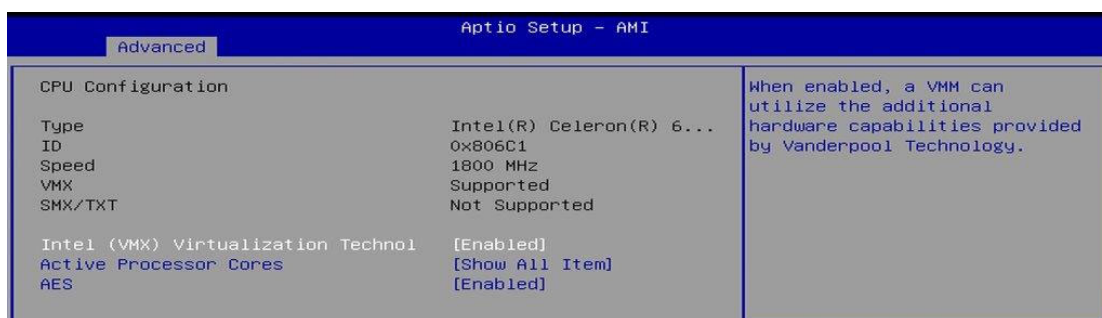 Aptio Setup – AMI
Advanced
CPU Configuration
Type Intel(R) Celeron(R) 6...
ID 0x806C1
Speed 1800 MHz
VMX Supported
SMX/TXT Not Supported
Intel (VMX) Virtualization Technol [Enabled]
Active Processor Cores [Show All Item]
AES [Enabled]
When enabled, a VMM can
utilize the additional
hardware capabilities provided
by Vanderpool Technology.